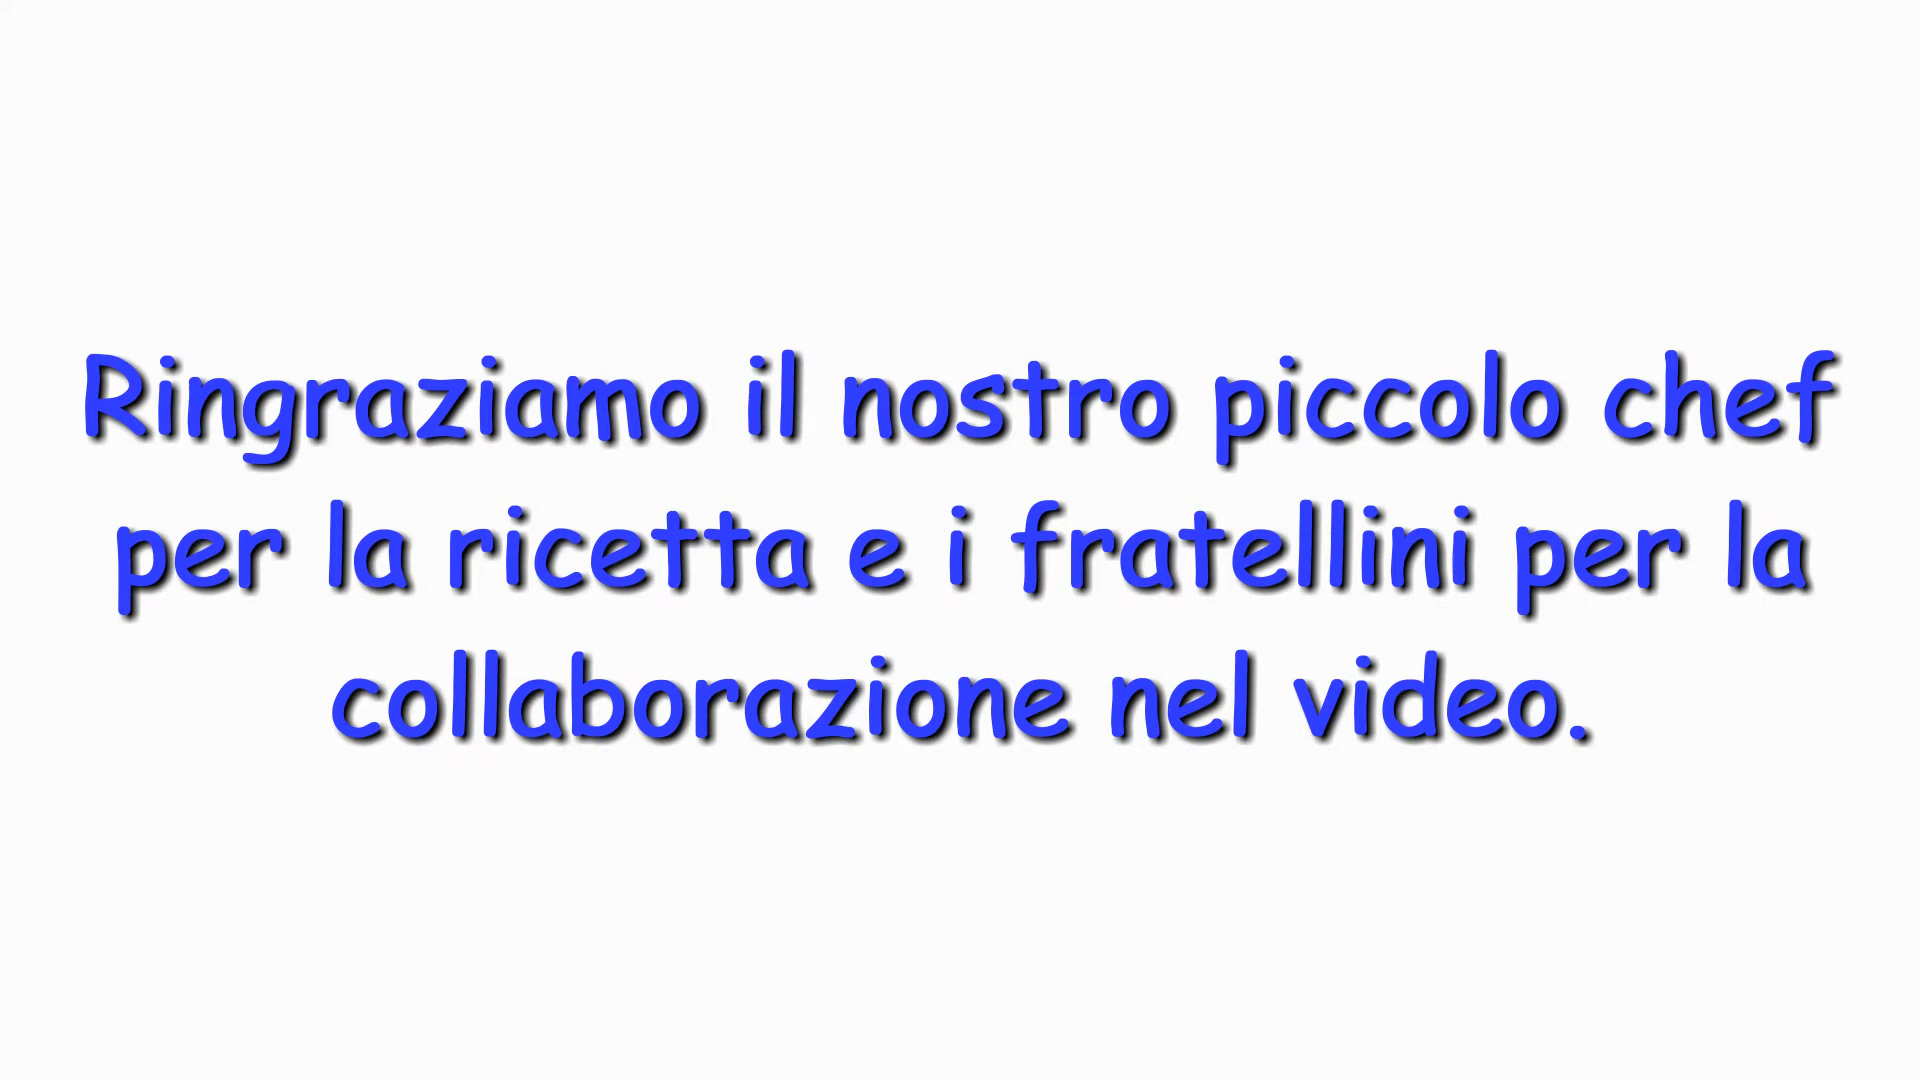 Ringraziamo il nostro piccolo chef
per la ricetta e i fratellini per la
collaborazione nel video.